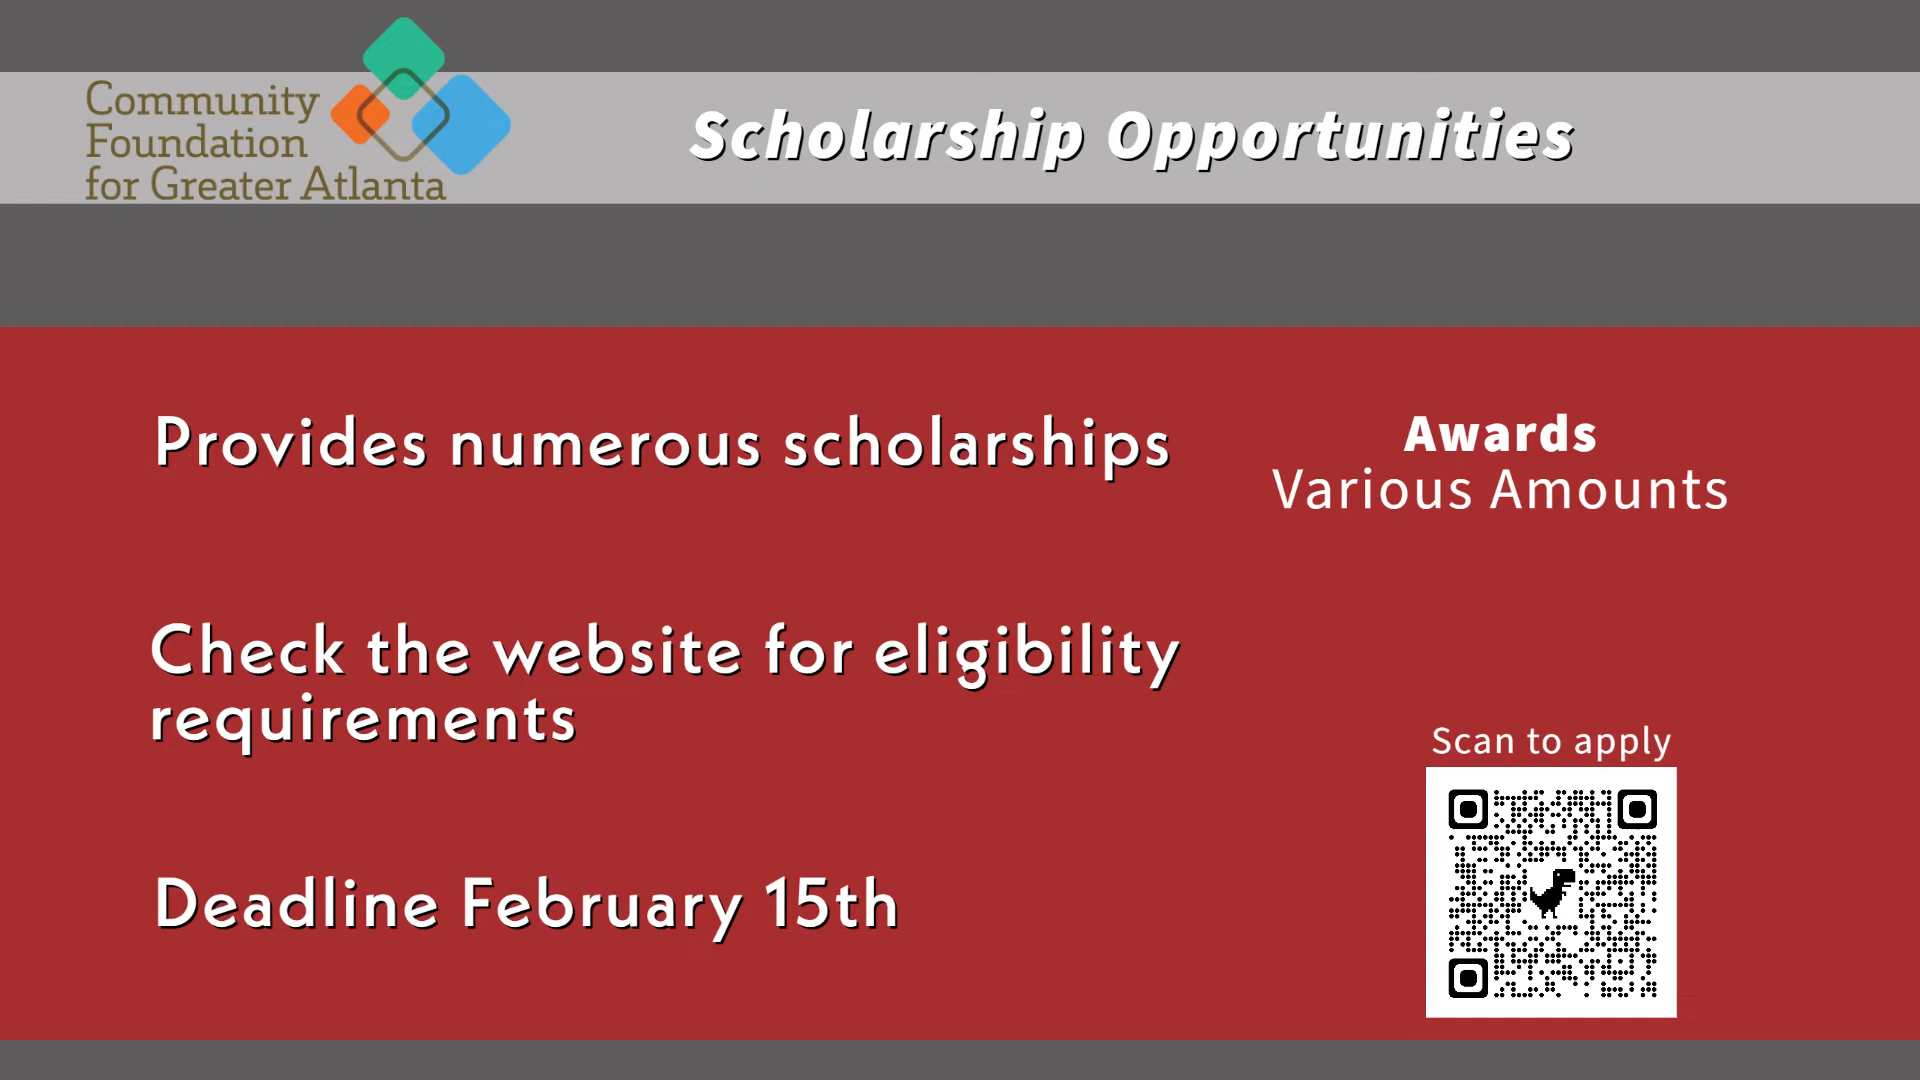 Community
Foundation
for Greater Atlanta
Scholarship Opportunities
Provides numerous scholarships
Awards
Various Amounts
Check the website for eligibility
requirements
Scan to apply
Deadline February 15th